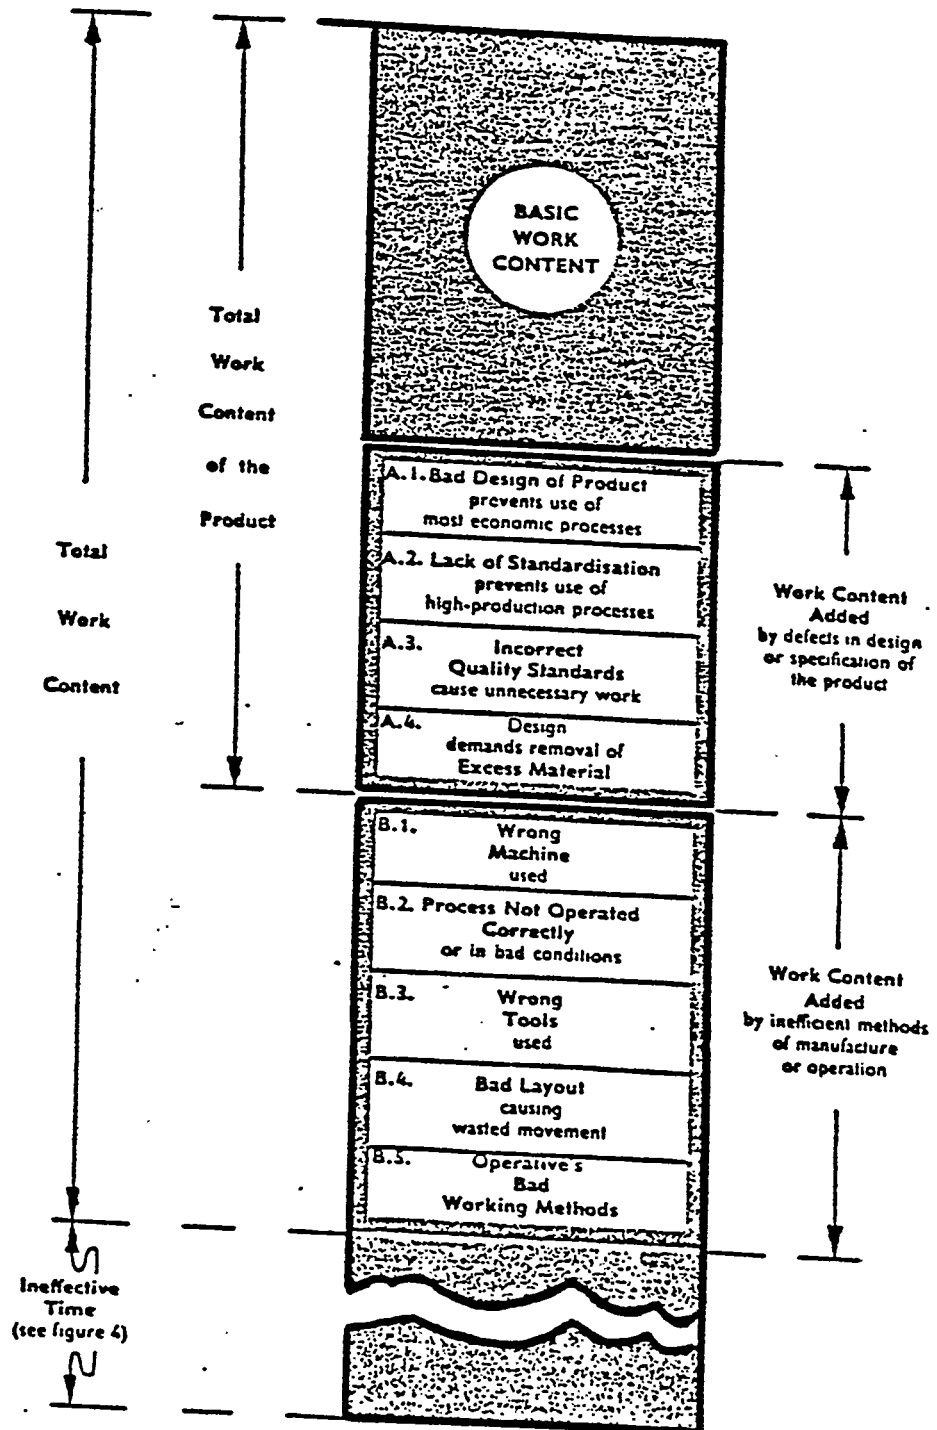 BASIC
WORK
CONTENT
Total
Work
Content
of the
Product
Total
Work
Content
A.1. Bad Design of Product
prevents use of
most economic processes
A.2. Lack of Standardisation
prevents use of
high-production processes
A.3. Incorrect
Quality Standards
cause unnecessary work
A.4. Design
demands removal of
Excess Material
Work Content
Added
by defects in design
or specification of
the product
B.1. Wrong
Machine
used
B.2. Process Not Operated
Correctly
or in bad conditions
B.3. Wrong
Tools
used
B.4. Bad Layout
causing
wasted movement
B.5. Operative's
Bad
Working Methods
Work Content
Added
by inefficient methods
of manufacture
or operation
Ineffective
Time
(see figure 4)